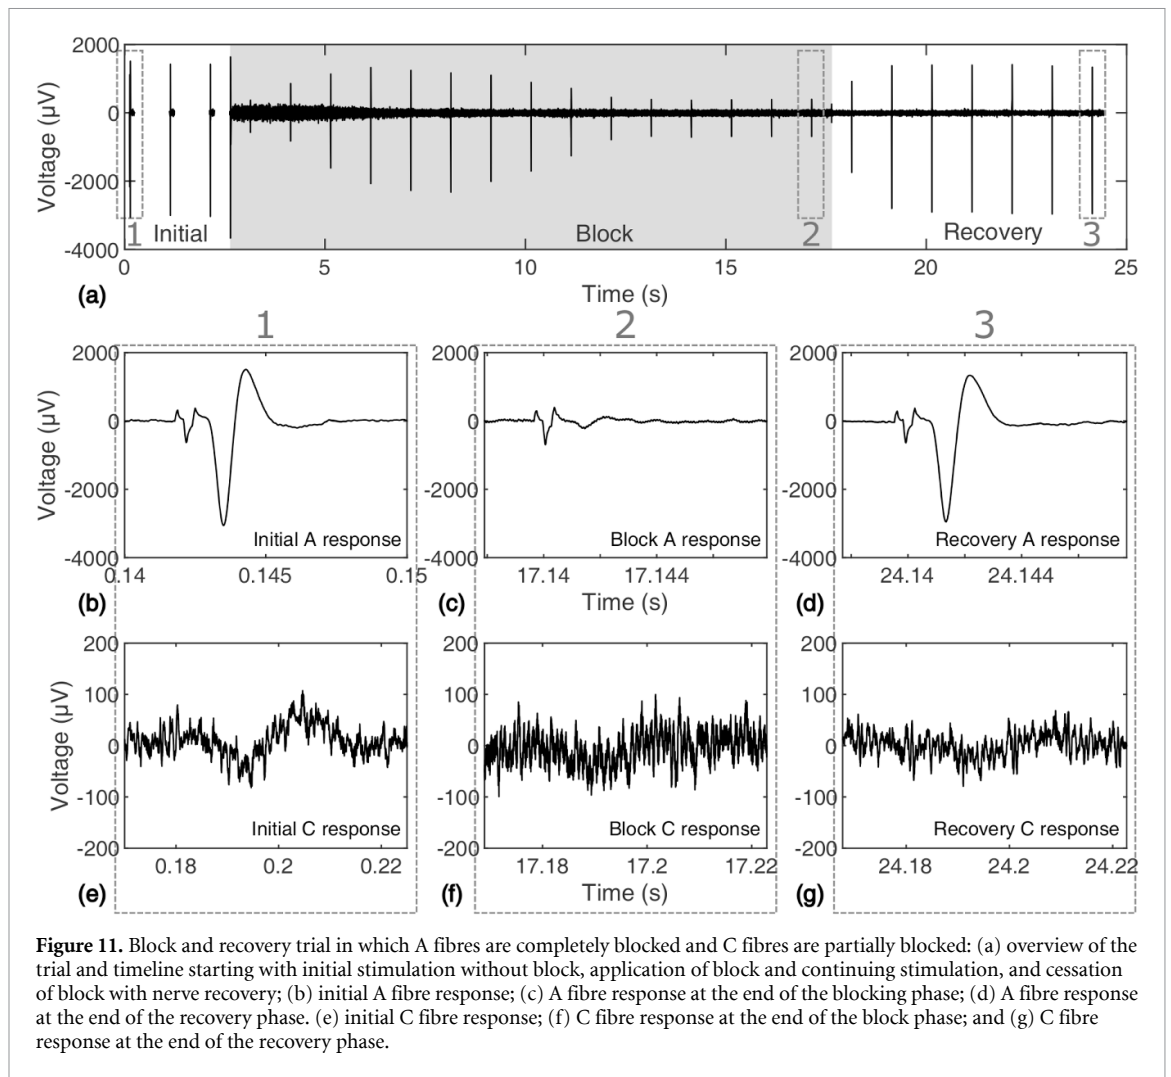 2000
0
-2000
-4000
Voltage (µV)
1
Initial
Block
2
Recovery
3
0
5
10
15
20
25
(a)
Time (s)
1
2
3
2000
0
-2000
-4000
Voltage (µV)
Initial A response
0.14
0.145
0.15
(b)
2000
0
-2000
-4000
Block A response
17.14
17.144
(c)
Time (s)
2000
0
-2000
-4000
Recovery A response
24.14
24.144
(d)
200
100
0
-100
-200
Voltage (µV)
Initial C response
0.18
0.2
0.22
(e)
200
100
0
-100
-200
Block C response
17.18
17.2
17.22
(f)
Time (s)
200
100
0
-100
-200
Recovery C response
24.18
24.2
24.22
(g)
Figure 11. Block and recovery trial in which A fibres are completely blocked and C fibres are partially blocked: (a) overview of the
trial and timeline starting with initial stimulation without block, application of block and continuing stimulation, and cessation
of block with nerve recovery; (b) initial A fibre response; (c) A fibre response at the end of the blocking phase; (d) A fibre response
at the end of the recovery phase. (e) initial C fibre response; (f) C fibre response at the end of the block phase; and (g) C fibre
response at the end of the recovery phase.